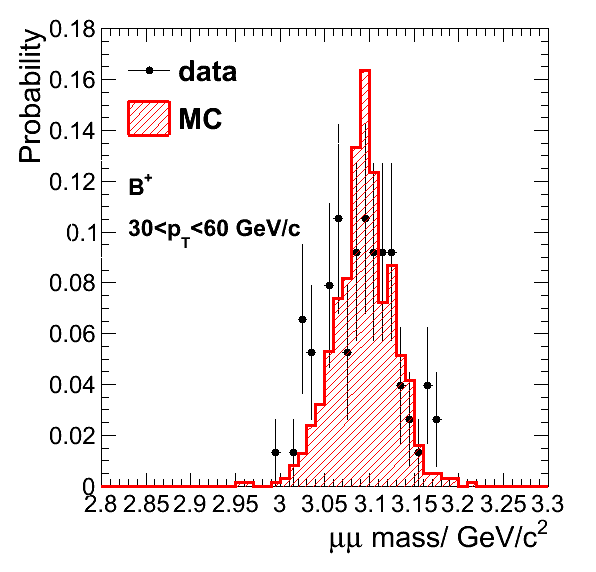 Probability
0.18
0.16
0.14
0.12
0.1
0.08
0.06
0.04
0.02
0
data
MC
B⁺
30<p_T<60 GeV/c
2.8 2.85 2.9 2.95 3 3.05 3.1 3.15 3.2 3.25 3.3
μμ mass/ GeV/c²